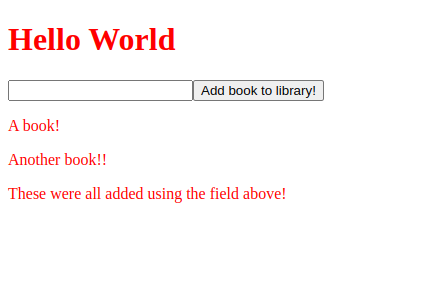 Hello World
Add book to library!
A book!
Another book!!
These were all added using the field above!